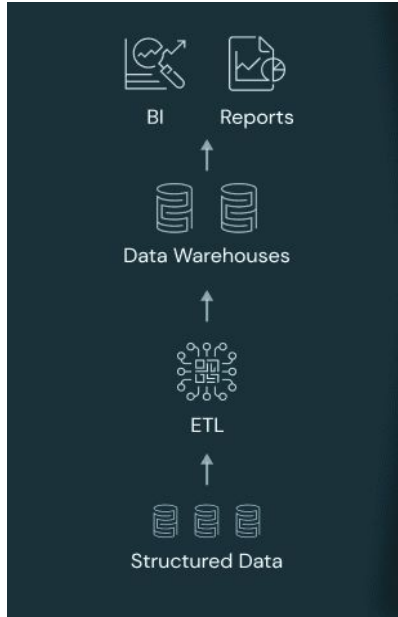 BI Reports
Data Warehouses
ETL
Structured Data